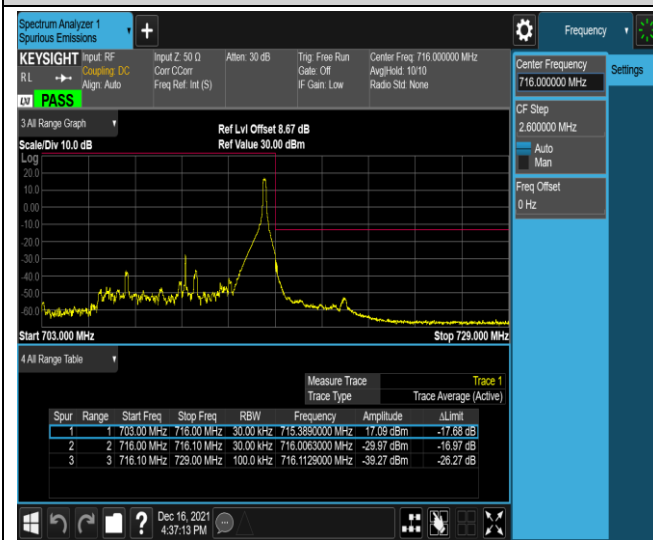 Spectrum Analyzer 1
Spurious Emissions
+
Frequency
KEYSIGHT
RL
LXI
PASS
Input: RF
Coupling: DC
Align: Auto
Input Z: 50 Ω
Corr CCorr
Freq Ref: Int (S)
Atten: 30 dB
Trig: Free Run
Gate: Off
IF Gain: Low
Center Freq: 716.000000 MHz
Avg|Hold: 10/10
Radio Std: None
Center Frequency
716.000000 MHz
Settings
CF Step
2.600000 MHz
Auto
Man
Freq Offset
0 Hz
3 All Range Graph
Scale/Div 10.0 dB
Ref Lvl Offset 8.67 dB
Ref Value 30.00 dBm
Log
20.0
10.0
0.00
-10.0
-20.0
-30.0
-40.0
-50.0
-60.0
Start 703.000 MHz Stop 729.000 MHz
4 All Range Table
Measure Trace Trace 1
Trace Type Trace Average (Active)
Spur Range Start Freq Stop Freq RBW Frequency Amplitude ΔLimit
1 1 703.00 MHz 716.00 MHz 30.00 kHz 715.3890000 MHz 17.09 dBm -17.68 dB
2 2 716.00 MHz 716.10 MHz 30.00 kHz 716.0063000 MHz -29.97 dBm -16.97 dB
3 3 716.10 MHz 729.00 MHz 100.0 kHz 716.1129000 MHz -39.27 dBm -26.27 dB
?
Dec 16, 2021
4:37:13 PM